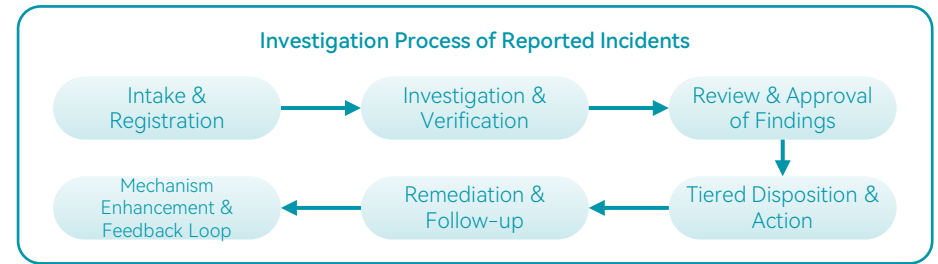 Investigation Process of Reported Incidents
Intake &
Registration
Investigation &
Verification
Review & Approval
of Findings
Tiered Disposition &
Action
Remediation &
Follow-up
Mechanism
Enhancement &
Feedback Loop